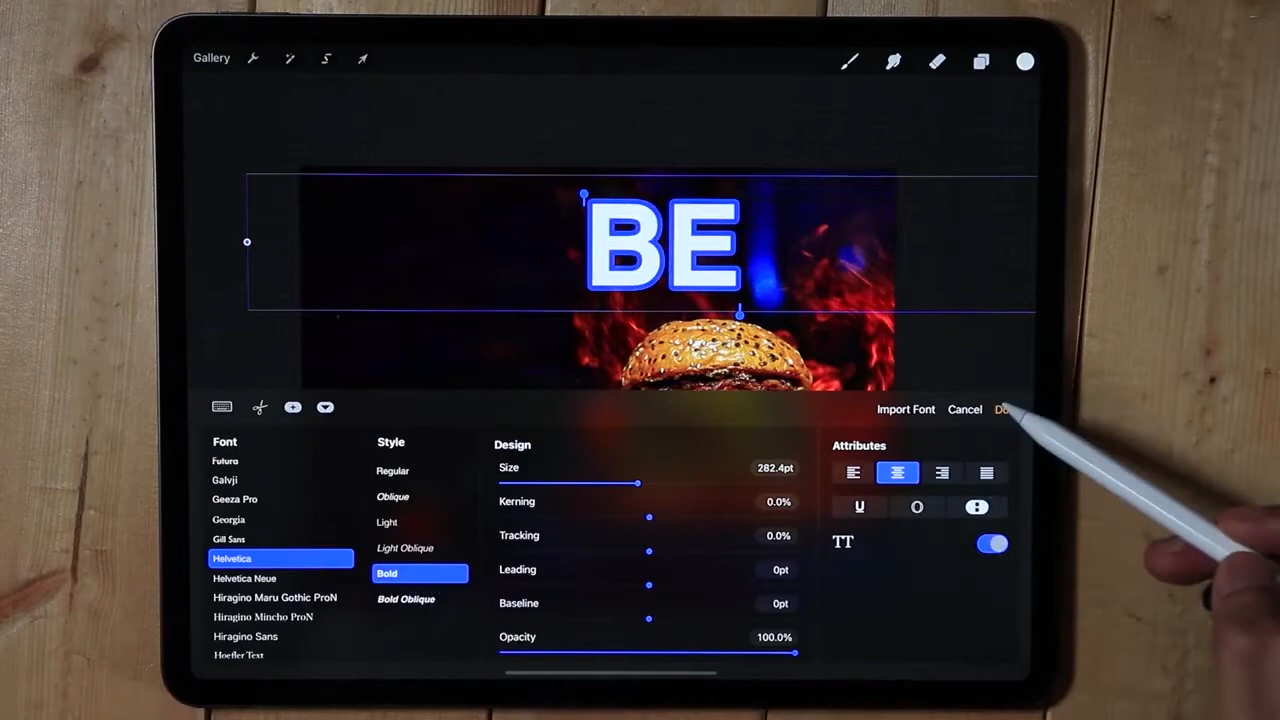 Gallery
BE
Import Font Cancel
Font
Futura
Galvji
Geeza Pro
Georgia
Gill Sans
Helvetica
Helvetica Neue
Hiragino Maru Gothic ProN
Hiragino Mincho ProN
Hiragino Sans
Hoefler Text
Style
Regular
Oblique
Light
Light Oblique
Bold
Bold Oblique
Design
Size 282.4pt
Kerning 0.0%
Tracking 0.0%
Leading 0pt
Baseline 0pt
Opacity 100.0%
Attributes
U O
TT